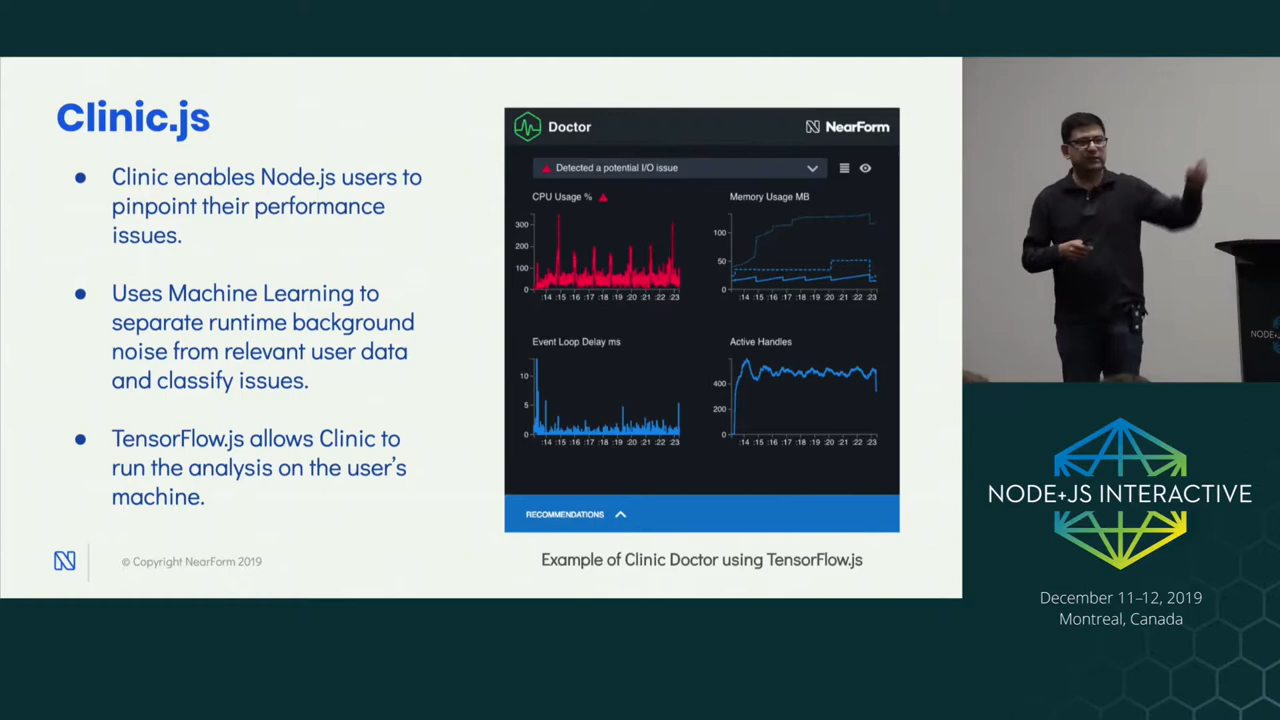 Clinic.js
● Clinic enables Node.js users to
pinpoint their performance
issues.
● Uses Machine Learning to
separate runtime background
noise from relevant user data
and classify issues.
● TensorFlow.js allows Clinic to
run the analysis on the user's
machine.
© Copyright NearForm 2019
Doctor
NearForm
Detected a potential I/O issue
CPU Usage %
300
200
100
0
:14 :15 :16 :17 :18 :19 :20 :21 :22 :23
Memory Usage MB
100
50
0
:14 :15 :16 :17 :18 :19 :20 :21 :22 :23
Event Loop Delay ms
10
5
0
:14 :15 :16 :17 :18 :19 :20 :21 :22 :23
Active Handles
400
200
0
:14 :15 :16 :17 :18 :19 :20 :21 :22 :23
RECOMMENDATIONS
Example of Clinic Doctor using TensorFlow.js
NODE+JS INTERACTIVE
December 11–12, 2019
Montreal, Canada